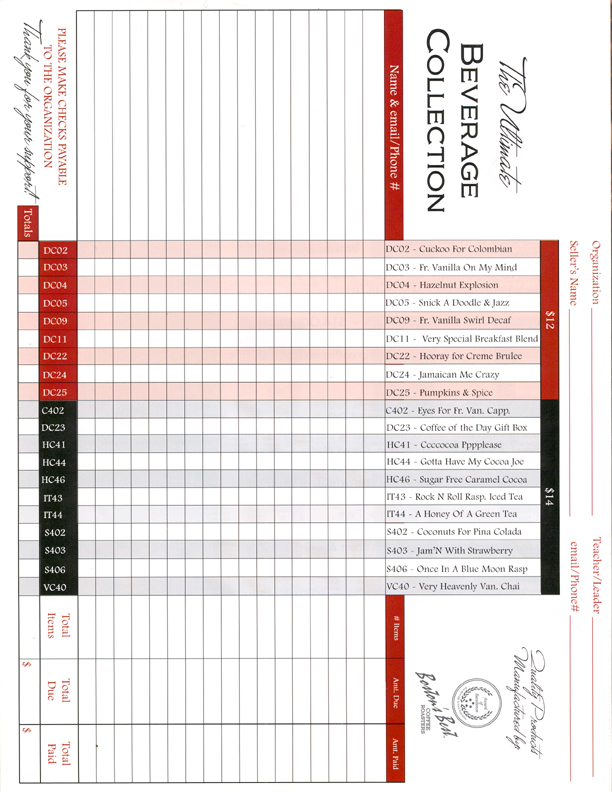 The Ultimate
BEVERAGE
COLLECTION
Organization
Seller's Name
Teacher/Leader
email/Phone#
Quality Products
Manufactured by:
Boston's Best
COFFEE
ROASTERS
$12
$14
Name & email/Phone #
DC02 - Cuckoo For Colombian
DC03 - Fr. Vanilla On My Mind
DC04 - Hazelnut Explosion
DC05 - Snick A Doodle & Jazz
DC09 - Fr. Vanilla Swirl Decaf
DC11 - Very Special Breakfast Blend
DC22 - Hooray for Creme Brulee
DC24 - Jamaican Me Crazy
DC25 - Pumpkins & Spice
C402 - Eyes For Fr. Van. Capp.
DC23 - Coffee of the Day Gift Box
HC41 - Ccccocoa Pppplease
HC44 - Gotta Have My Cocoa Joe
HC46 - Sugar Free Caramel Cocoa
IT43 - Rock N Roll Rasp. Iced Tea
IT44 - A Honey Of A Green Tea
S402 - Coconuts For Pina Colada
S403 - Jam'N With Strawberry
S406 - Once In A Blue Moon Rasp
VC40 - Very Heavenly Van. Chai
# Items
Amt. Due
Amt. Paid
DC02
DC03
DC04
DC05
DC09
DC11
DC22
DC24
DC25
C402
DC23
HC41
HC44
HC46
IT43
IT44
S402
S403
S406
VC40
Total
Items
Total
Due
Total
Paid
PLEASE MAKE CHECKS PAYABLE
TO THE ORGANIZATION
Thank you for your support!
Totals
$
$